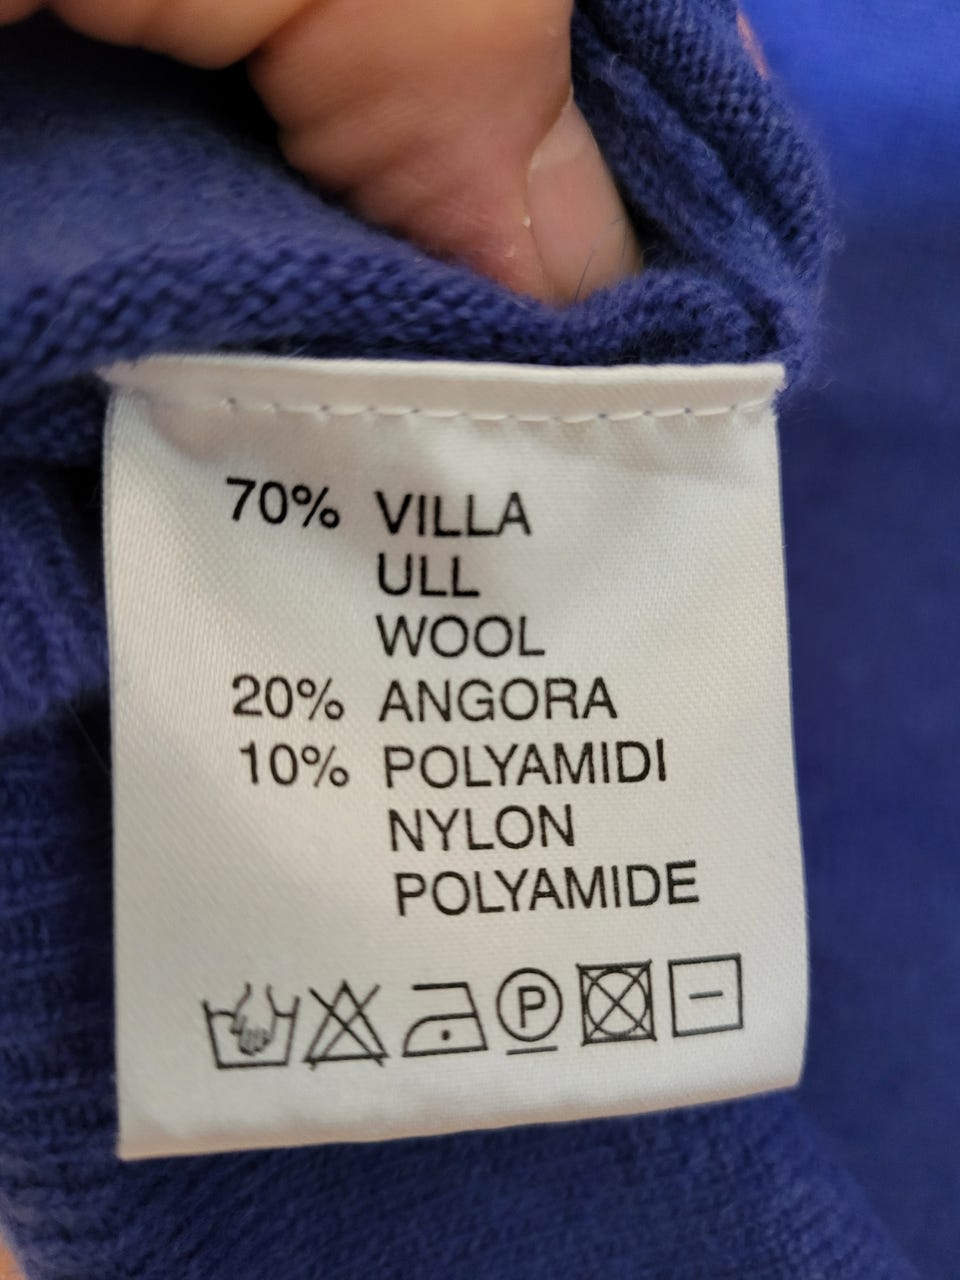 70% VILLA
ULL
WOOL
20% ANGORA
10% POLYAMIDI
NYLON
POLYAMIDE
P